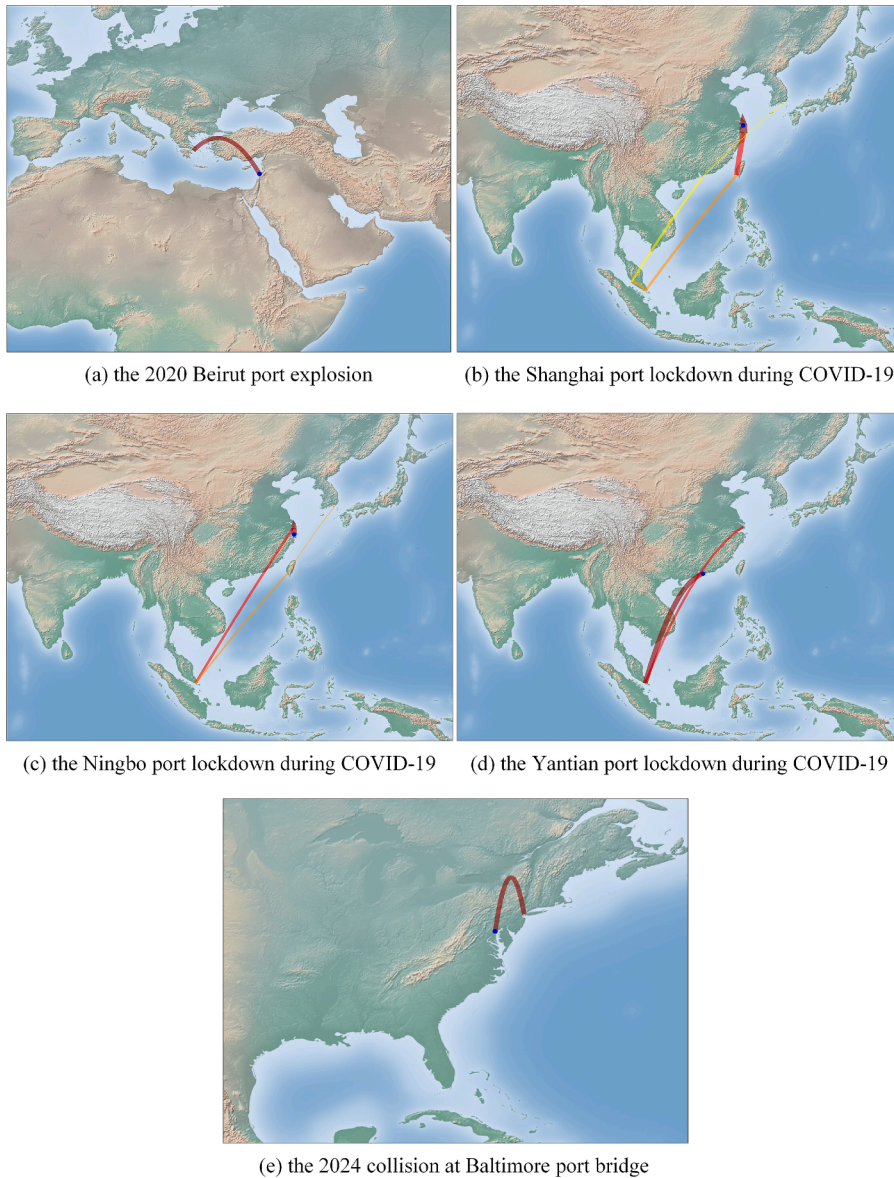 (a) the 2020 Beirut port explosion
(b) the Shanghai port lockdown during COVID-19
(c) the Ningbo port lockdown during COVID-19
(d) the Yantian port lockdown during COVID-19
(e) the 2024 collision at Baltimore port bridge